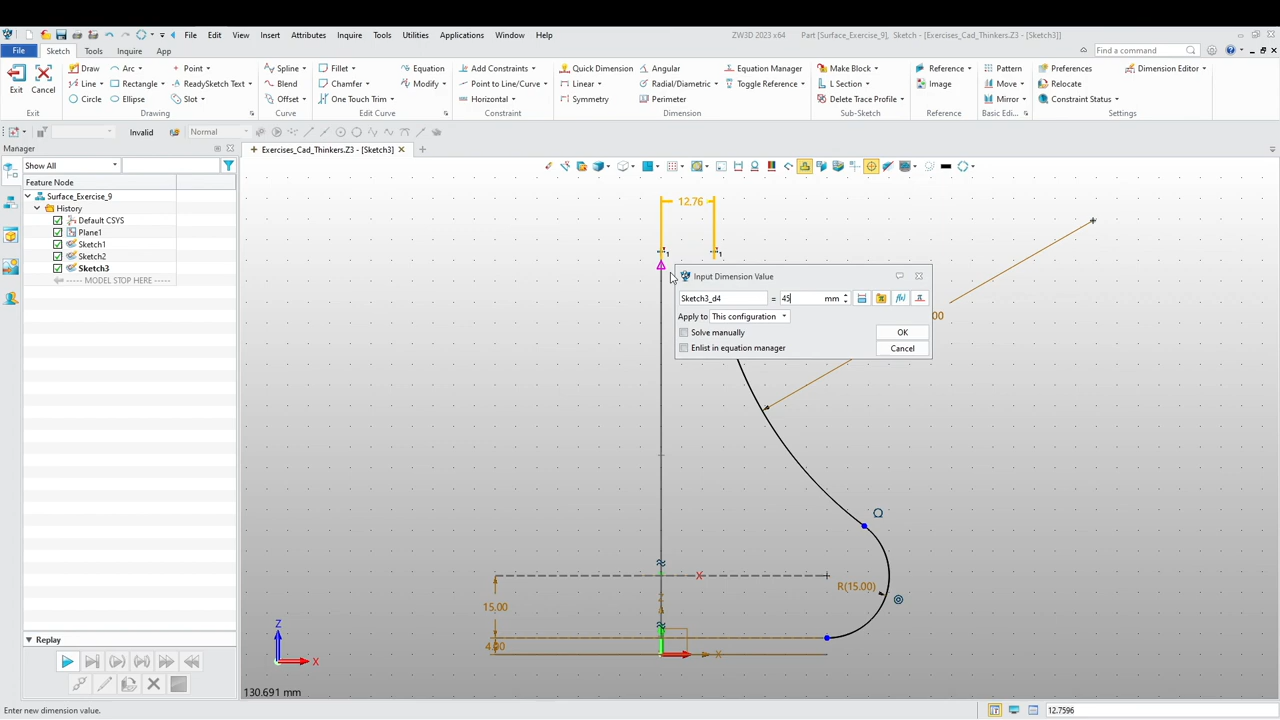 File Edit View Insert Attributes Inquire Tools Utilities Applications Window Help
ZW3D 2023 x64 Part [Surface_Exercise_9], Sketch - [Exercises_Cad_Thinkers.Z3 - [Sketch3]]
File Sketch Tools Inquire App Find a command
Draw Arc Point Spline Fillet Equation Add Constraints Quick Dimension Angular Equation Manager Make Block Reference Pattern Preferences Dimension Editor
Line Rectangle ReadySketch Text Blend Chamfer Modify Point to Line/Curve Linear Radial/Diametric Toggle Reference L Section Image Move Relocate
Exit Cancel Circle Ellipse Slot Offset One Touch Trim Horizontal Symmetry Perimeter Delete Trace Profile Mirror Constraint Status
Exit Drawing Curve Edit Curve Constraint Dimension Sub-Sketch Reference Basic Edi... Settings
Invalid Normal
Manager Exercises_Cad_Thinkers.Z3 - [Sketch3]
Show All
Feature Node
Surface_Exercise_9
History
Default CSYS
Plane1
Sketch1
Sketch2
Sketch3
MODEL STOP HERE
12.76
Input Dimension Value
Sketch3_d4 = 45 mm
Apply to This configuration
Solve manually OK
Enlist in equation manager Cancel
00
X
R(15.00)
15.00
4.00
Z
X
Replay
Z
X
130.691 mm
Enter new dimension value. 12.7596